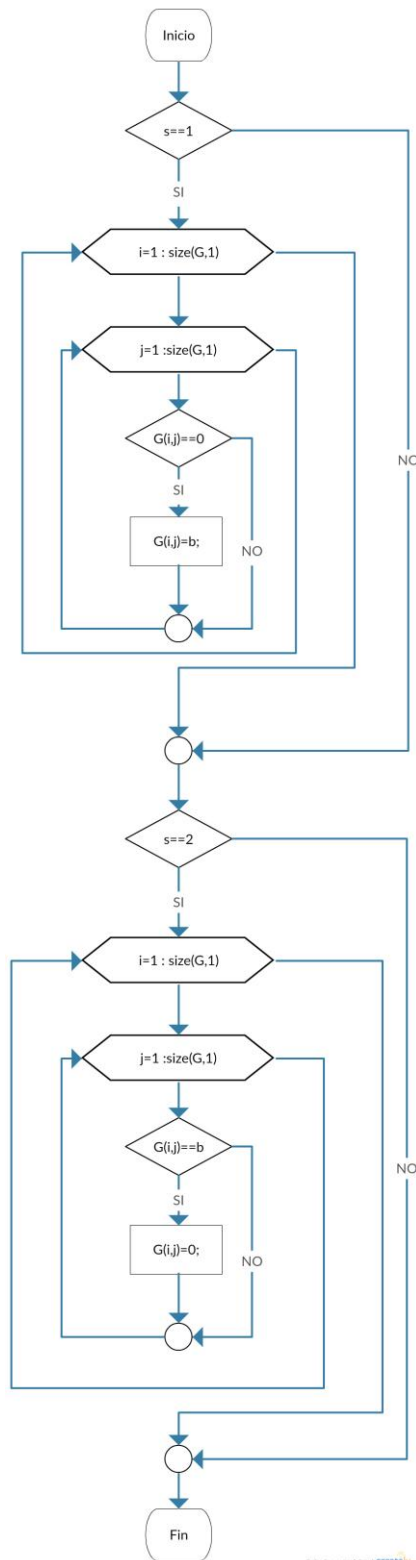 Inicio
s==1
SI
i=1 : size(G,1)
j=1 :size(G,1)
G(i,j)==0
NO
SI
G(i,j)=b;
NO
s==2
SI
i=1 : size(G,1)
j=1 :size(G,1)
G(i,j)==b
NO
SI
G(i,j)=0;
NO
Fin